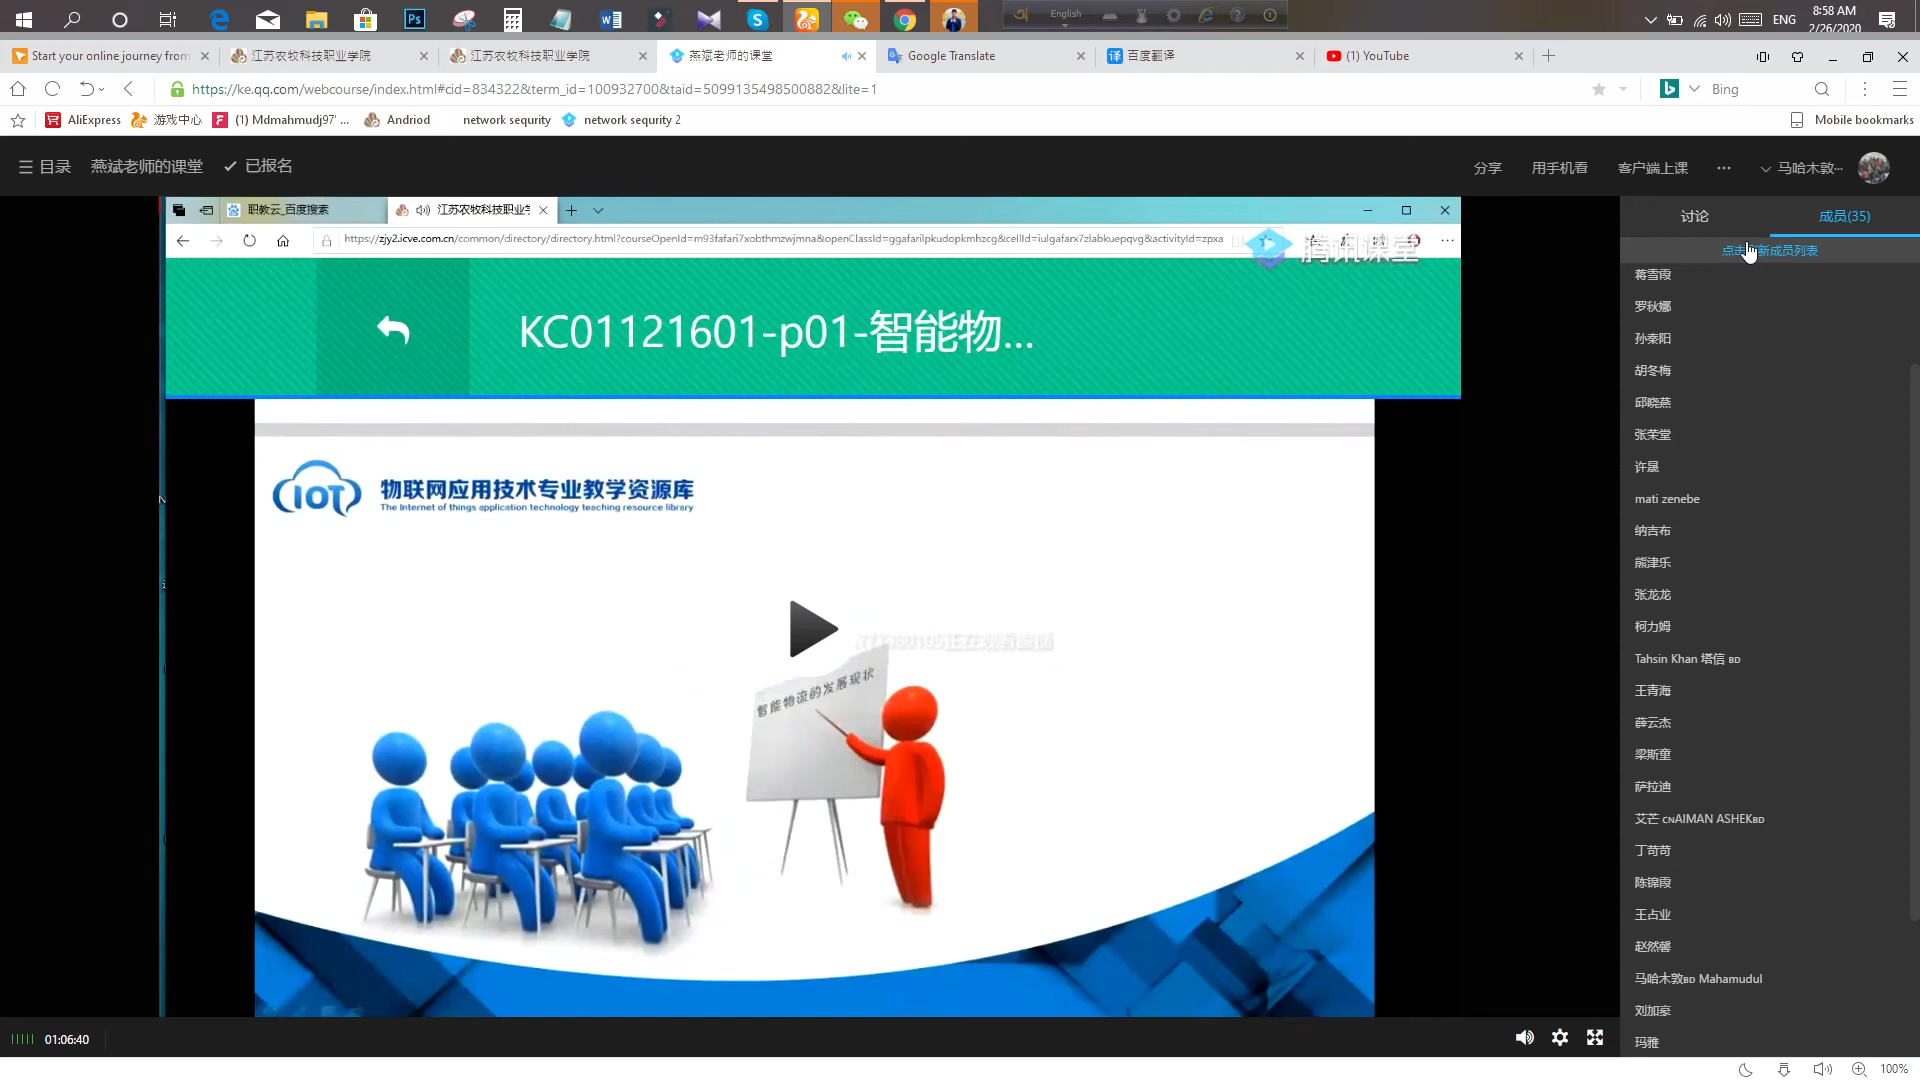 English
ENG
8:58 AM
2/26/2020
Start your online journey from
江苏农牧科技职业学院
江苏农牧科技职业学院
燕斌老师的课堂
Google Translate
百度翻译
(1) YouTube
https://ke.qq.com/webcourse/index.html#cid=834322&term_id=100932700&taid=5099135498500882&lite=1
Bing
AliExpress
游戏中心
(1) Mdmahmudj97' ...
Andriod
network sequrity
network sequrity 2
Mobile bookmarks
目录
燕斌老师的课堂
已报名
分享
用手机看
客户端上课
马哈木敦...
职教云_百度搜索
江苏农牧科技职业学
https://zjy2.icve.com.cn/common/directory/directory.html?courseOpenId=m93fafari7xobthmzwjmna&openClassId=ggafarilpkudopkmhzcg&cellId=iulgafarx7zlabkuepqvg&activityId=zpxa
腾讯课堂
KC01121601-p01-智能物...
IOT
物联网应用技术专业教学资源库
The Internet of things application technology teaching resource library
正在观看直播
智能物流的发展现状
讨论
成员(35)
点击 新成员列表
蒋雪霞
罗秋娜
孙秦阳
胡冬梅
邱晓燕
张荣堂
许晟
mati zenebe
纳吉布
熊津乐
张龙龙
柯力姆
Tahsin Khan 塔信 BD
王青海
薛云杰
梁斯童
萨拉迪
艾芒 CNAIMAN ASHEKBD
丁苛苛
陈锦霞
王占业
赵然馨
马哈木敦BD Mahamudul
刘加豪
玛雅
01:06:40
100%